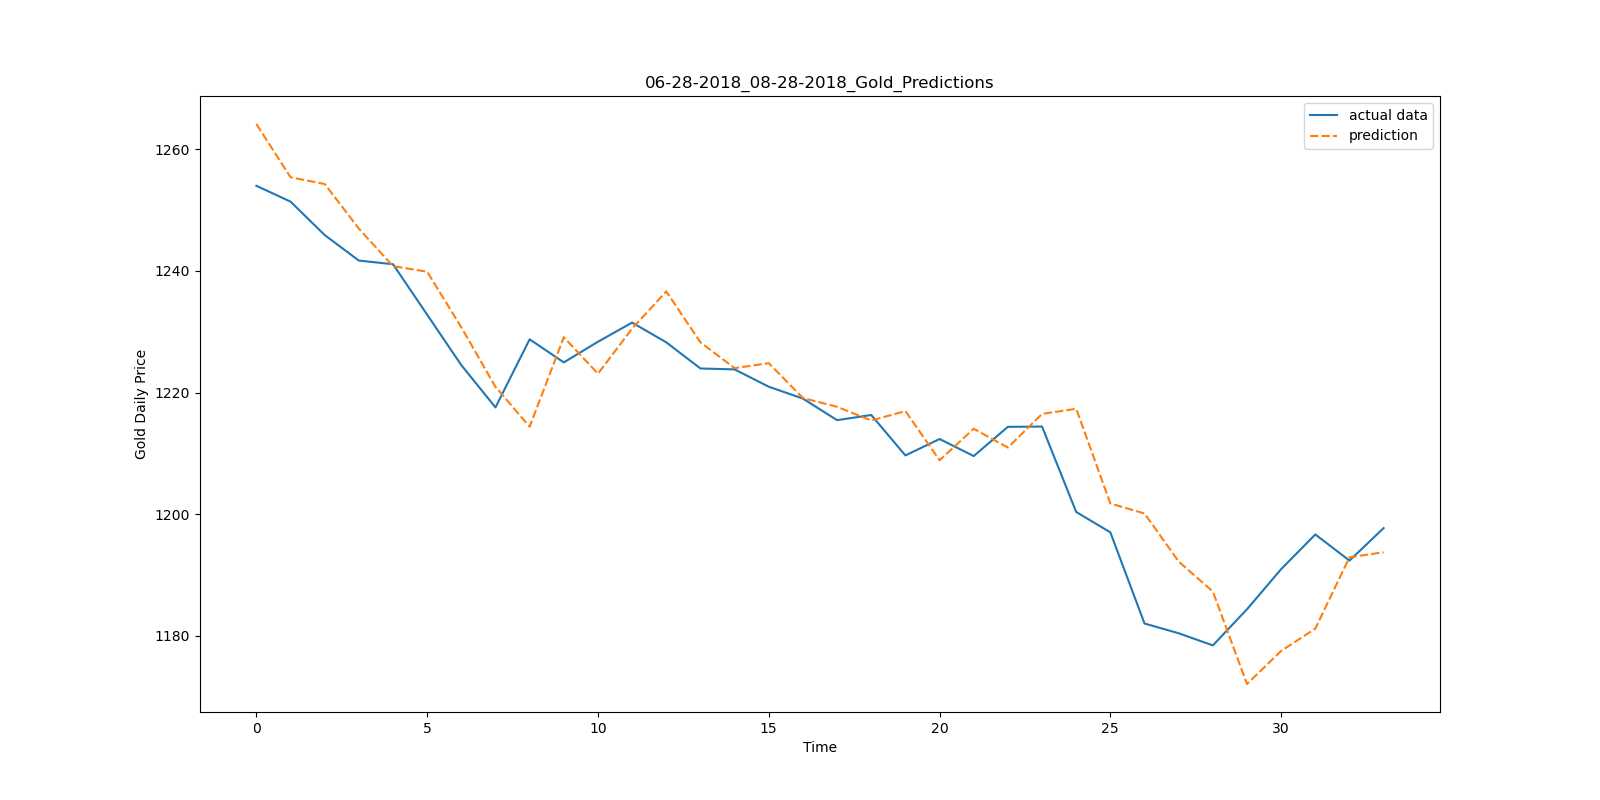 06-28-2018_08-28-2018_Gold_Predictions
actual data
prediction
1260
1240
1220
1200
1180
Gold Daily Price
0 5 10 15 20 25 30
Time